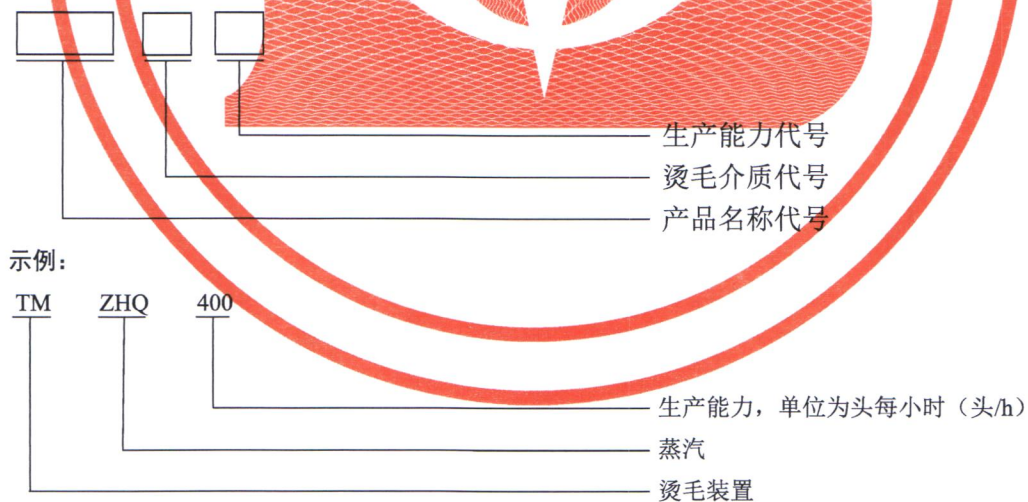 生产能力代号
烫毛介质代号
产品名称代号
示例：
TM ZHQ 400
生产能力，单位为头每小时（头/h）
蒸汽
烫毛装置